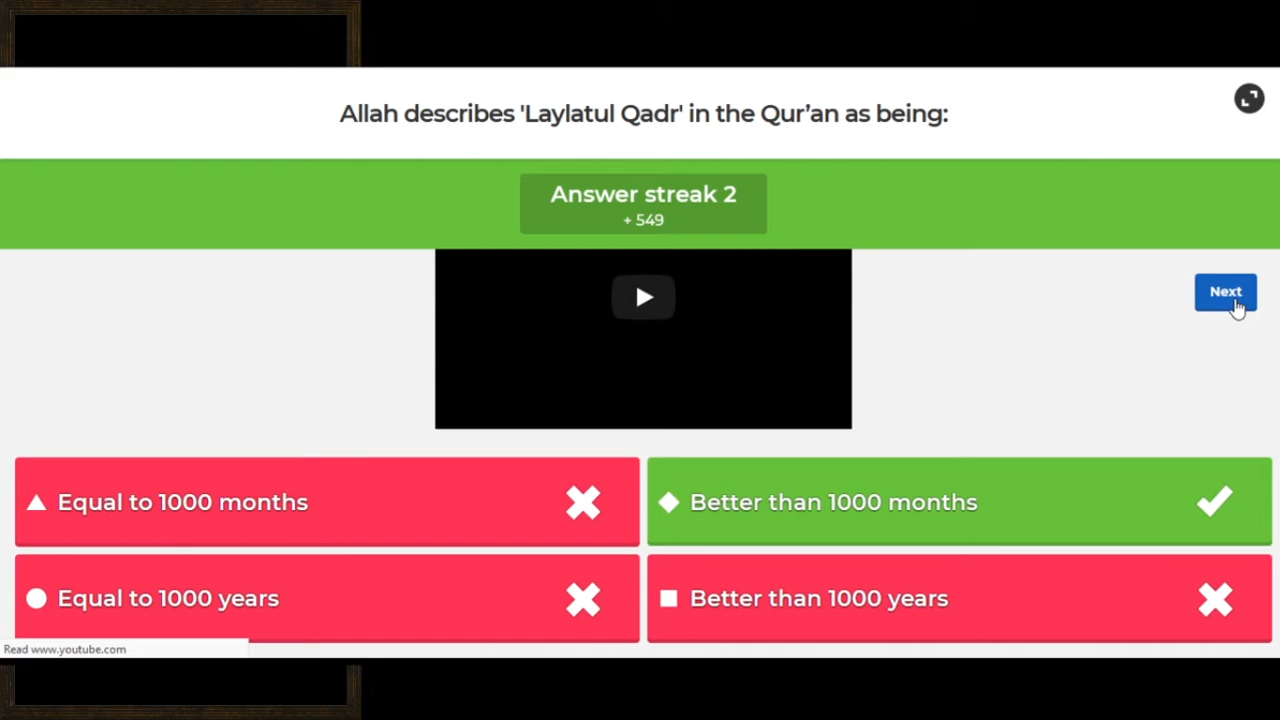 Allah describes 'Laylatul Qadr' in the Qur’an as being:
Answer streak 2
+ 549
Next
Equal to 1000 months
Better than 1000 months
Equal to 1000 years
Better than 1000 years
Read www.youtube.com